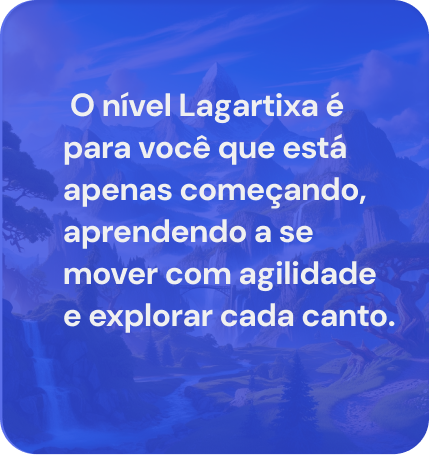 O nível Lagartixa é
para você que está
apenas começando,
aprendendo a se
mover com agilidade
e explorar cada canto.